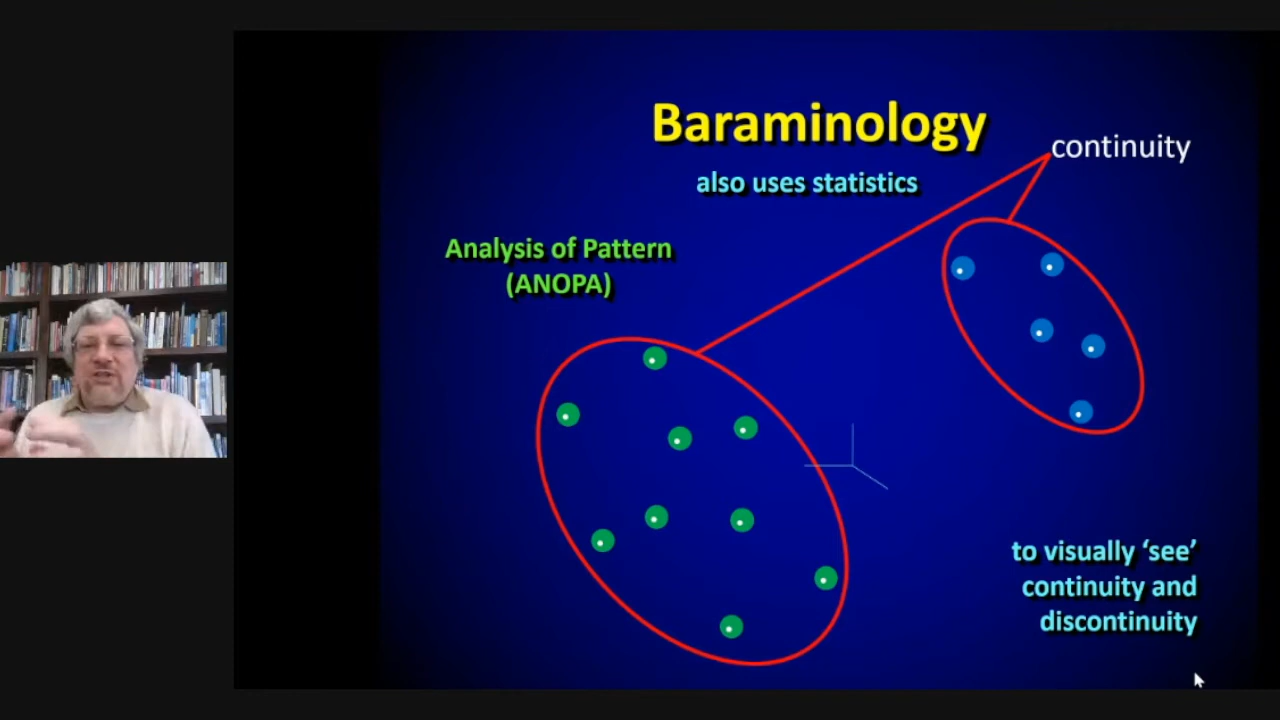 Baraminology
continuity
also uses statistics
Analysis of Pattern
(ANOPA)
to visually ‘see’
continuity and
discontinuity